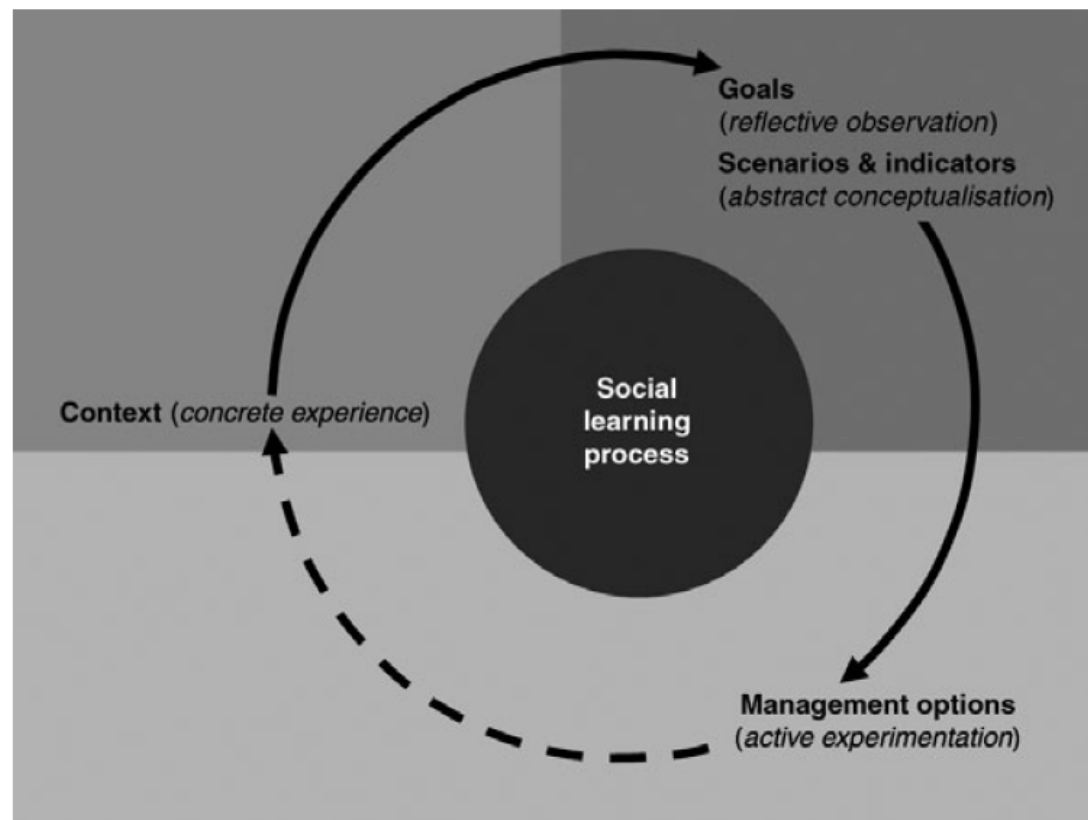 Goals
(reflective observation)
Scenarios & indicators
(abstract conceptualisation)
Social
learning
process
Context (concrete experience)
Management options
(active experimentation)